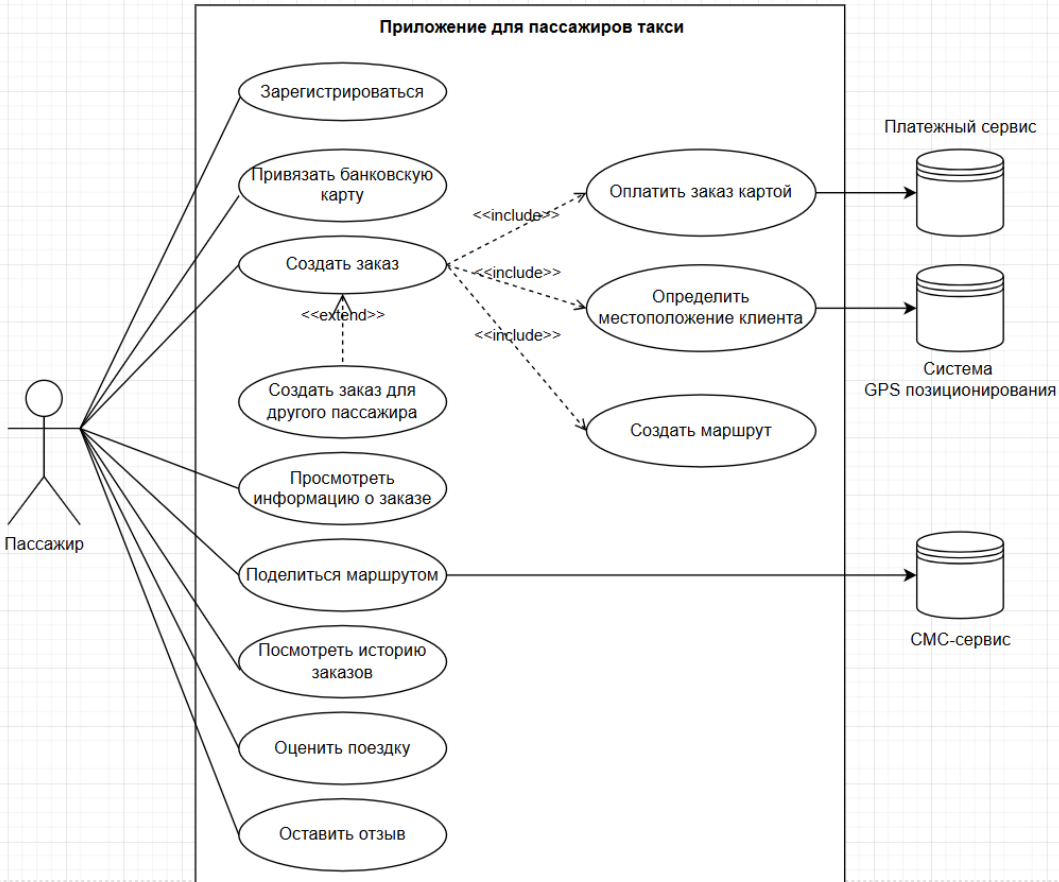 Приложение для пассажиров такси
Зарегистрироваться
Платежный сервис
Привязать банковскую
карту
Оплатить заказ картой
<<include>>
Создать заказ
<<include>>
Определить
местоположение клиента
<<extend>>
<<include>>
Система
GPS позиционирования
Создать заказ для
другого пассажира
Создать маршрут
Просмотреть
информацию о заказе
Пассажир
Поделиться маршрутом
СМС-сервис
Посмотреть историю
заказов
Оценить поездку
Оставить отзыв